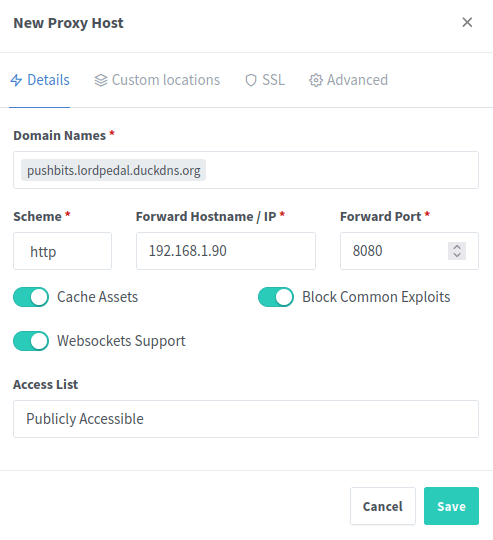 New Proxy Host
Details Custom locations SSL Advanced
Domain Names *
pushbits.lordpedal.duckdns.org
Scheme * Forward Hostname / IP * Forward Port *
http 192.168.1.90 8080
Cache Assets Block Common Exploits
Websockets Support
Access List
Publicly Accessible
Cancel Save